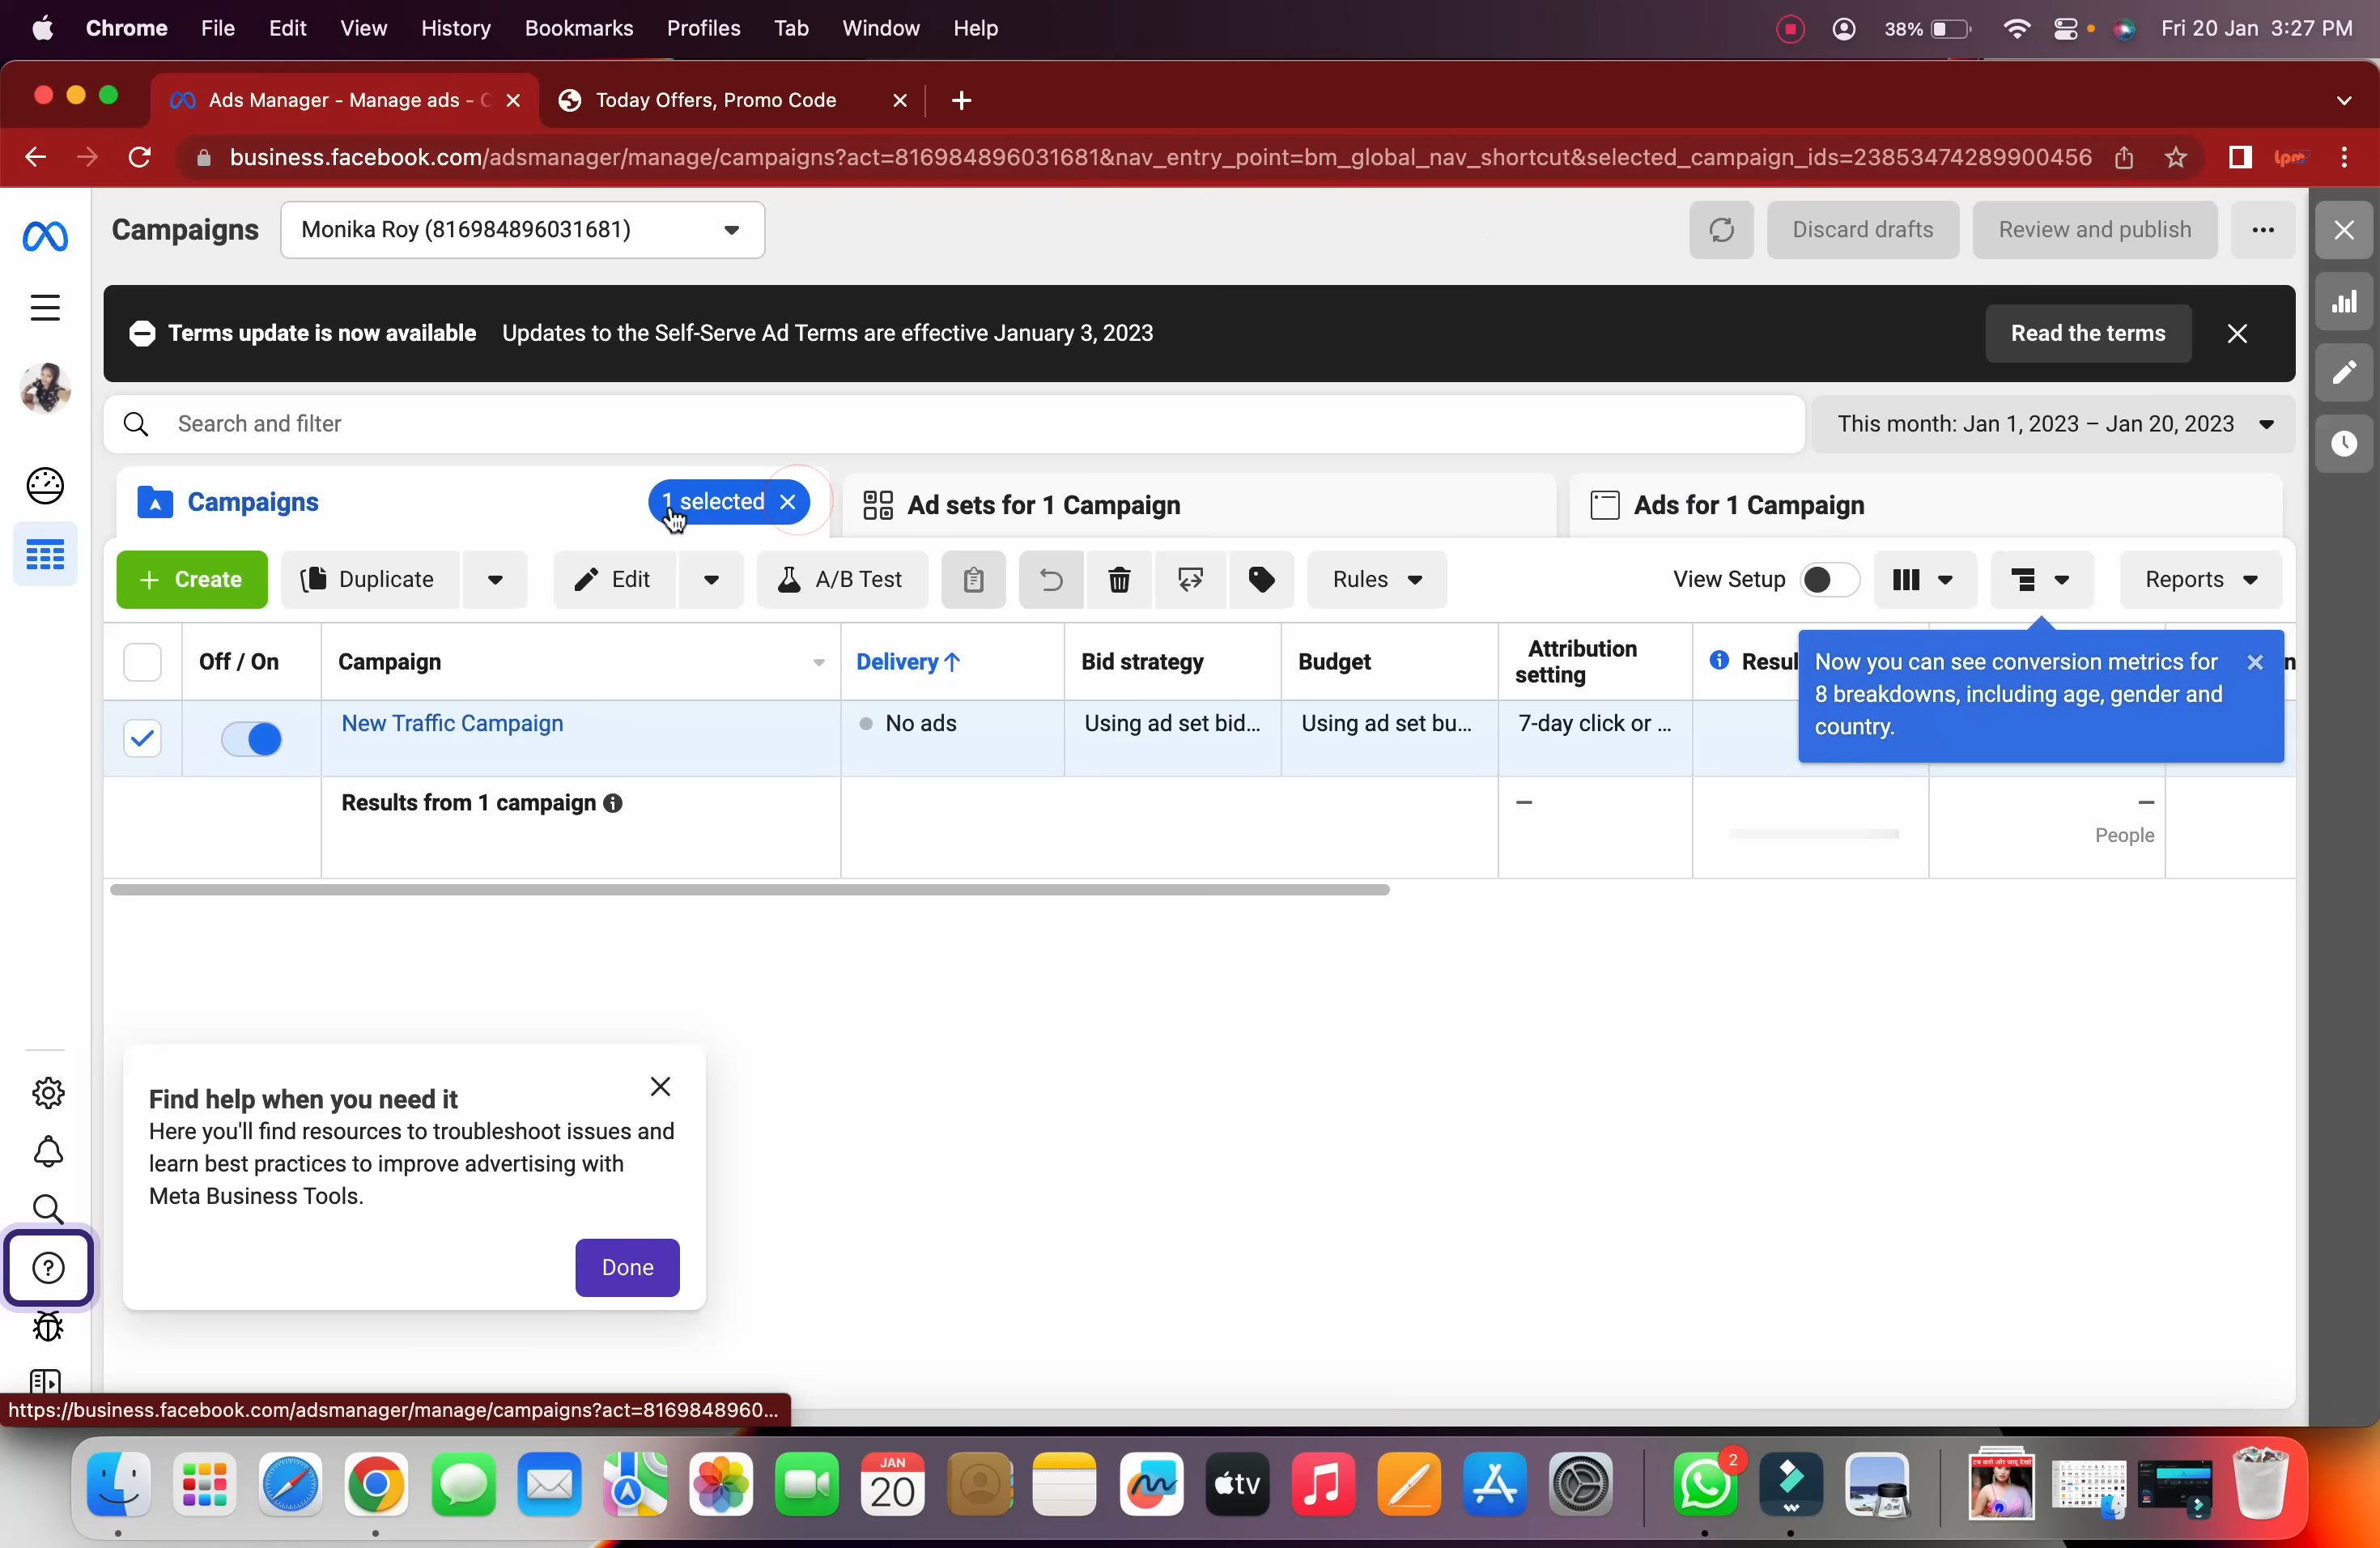 Chrome File Edit View History Bookmarks Profiles Tab Window Help 38% Fri 20 Jan 3:27 PM
Ads Manager - Manage ads - Today Offers, Promo Code
business.facebook.com/adsmanager/manage/campaigns?act=816984896031681&nav_entry_point=bm_global_nav_shortcut&selected_campaign_ids=23853474289900456 lpm
Campaigns Monika Roy (816984896031681) Discard drafts Review and publish
Terms update is now available Updates to the Self-Serve Ad Terms are effective January 3, 2023 Read the terms
Search and filter This month: Jan 1, 2023 – Jan 20, 2023
Campaigns 1 selected Ad sets for 1 Campaign Ads for 1 Campaign
+ Create Duplicate Edit A/B Test Rules View Setup Reports
Off / On Campaign Delivery ↑ Bid strategy Budget Attribution setting Resul
Now you can see conversion metrics for
8 breakdowns, including age, gender and
country.
New Traffic Campaign No ads Using ad set bid... Using ad set bu... 7-day click or ...
Results from 1 campaign — —
People
Find help when you need it
Here you'll find resources to troubleshoot issues and
learn best practices to improve advertising with
Meta Business Tools.
Done
https://business.facebook.com/adsmanager/manage/campaigns?act=8169848960...
JAN
20
tv
2